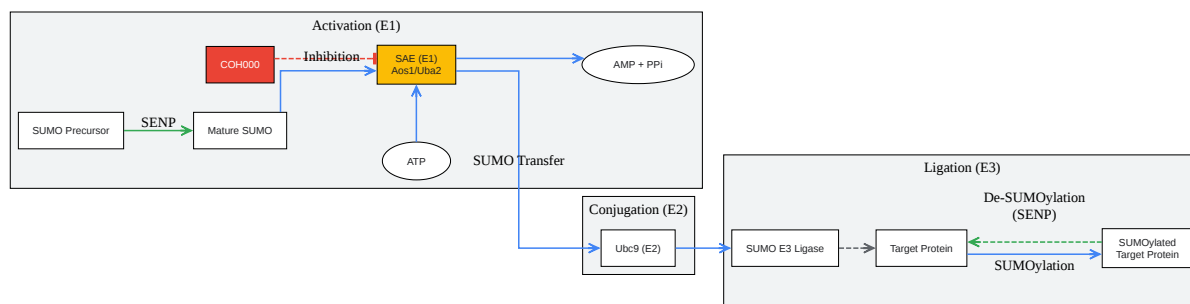 Activation (E1)
COH000
Inhibition
SAE (E1)
Aos1/Uba2
AMP + PPi
SUMO Precursor
SENP
Mature SUMO
ATP
SUMO Transfer
Conjugation (E2)
Ubc9 (E2)
Ligation (E3)
SUMO E3 Ligase
Target Protein
De-SUMOylation
(SENP)
SUMOylation
SUMOylated
Target Protein